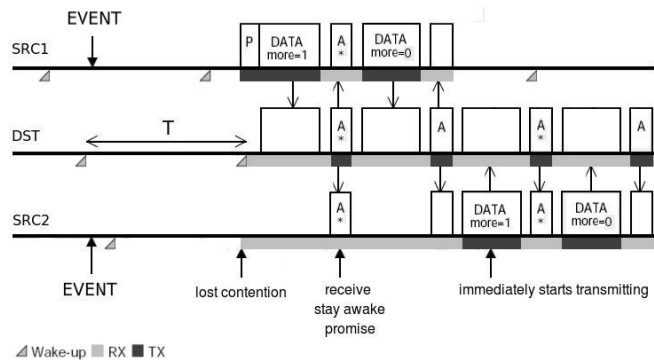 EVENT
SRC1
P DATA more=1 A * DATA more=0
T
DST
A * A A * A
SRC2
A * DATA more=1 A * DATA more=0
EVENT
lost contention
receive stay awake promise
immediately starts transmitting
Wake-up RX TX